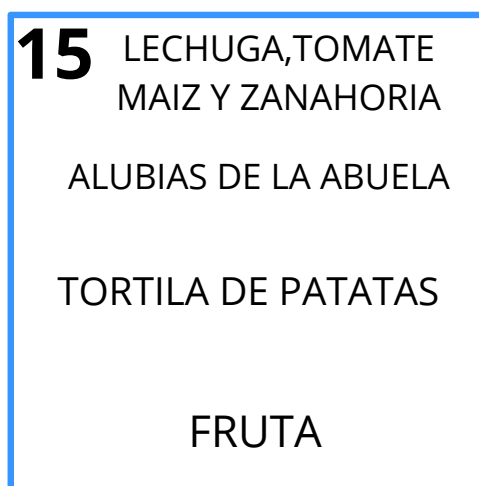 15 LECHUGA,TOMATE
MAIZ Y ZANAHORIA
ALUBIAS DE LA ABUELA
TORTILA DE PATATAS
FRUTA